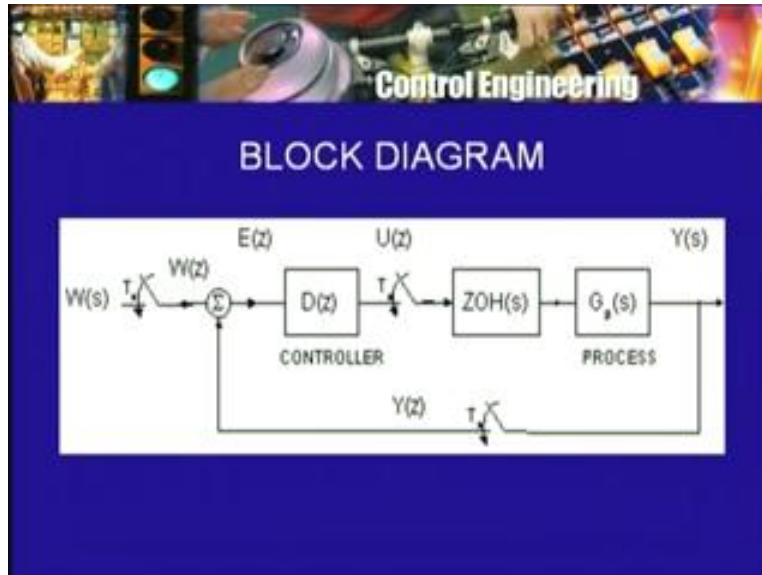 Control Engineering
BLOCK DIAGRAM
E(z) U(z) Y(s)
W(s) T W(z) Σ D(z) T ZOH(s) G (s)
CONTROLLER PROCESS
Y(z) T